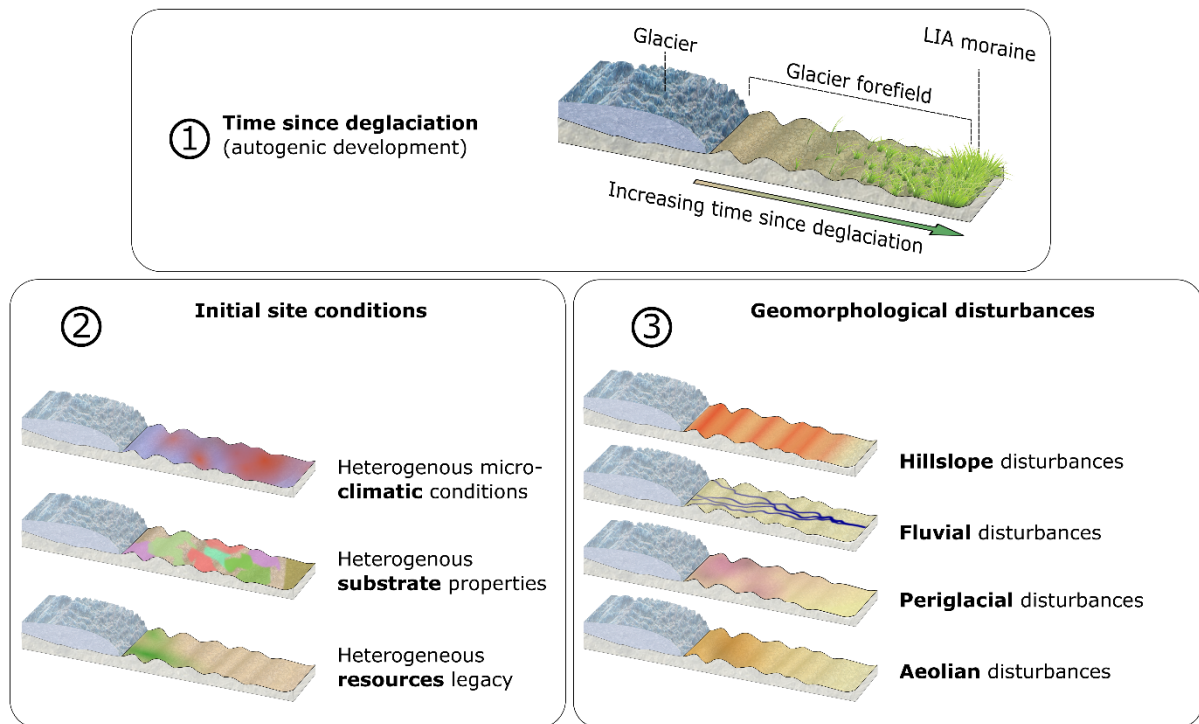 Glacier
LIA moraine
Glacier forefield
1
Time since deglaciation
(autogenic development)
Increasing time since deglaciation
2
Initial site conditions
Heterogenous micro-
climatic conditions
Heterogenous
substrate properties
Heterogeneous
resources legacy
3
Geomorphological disturbances
Hillslope disturbances
Fluvial disturbances
Periglacial disturbances
Aeolian disturbances